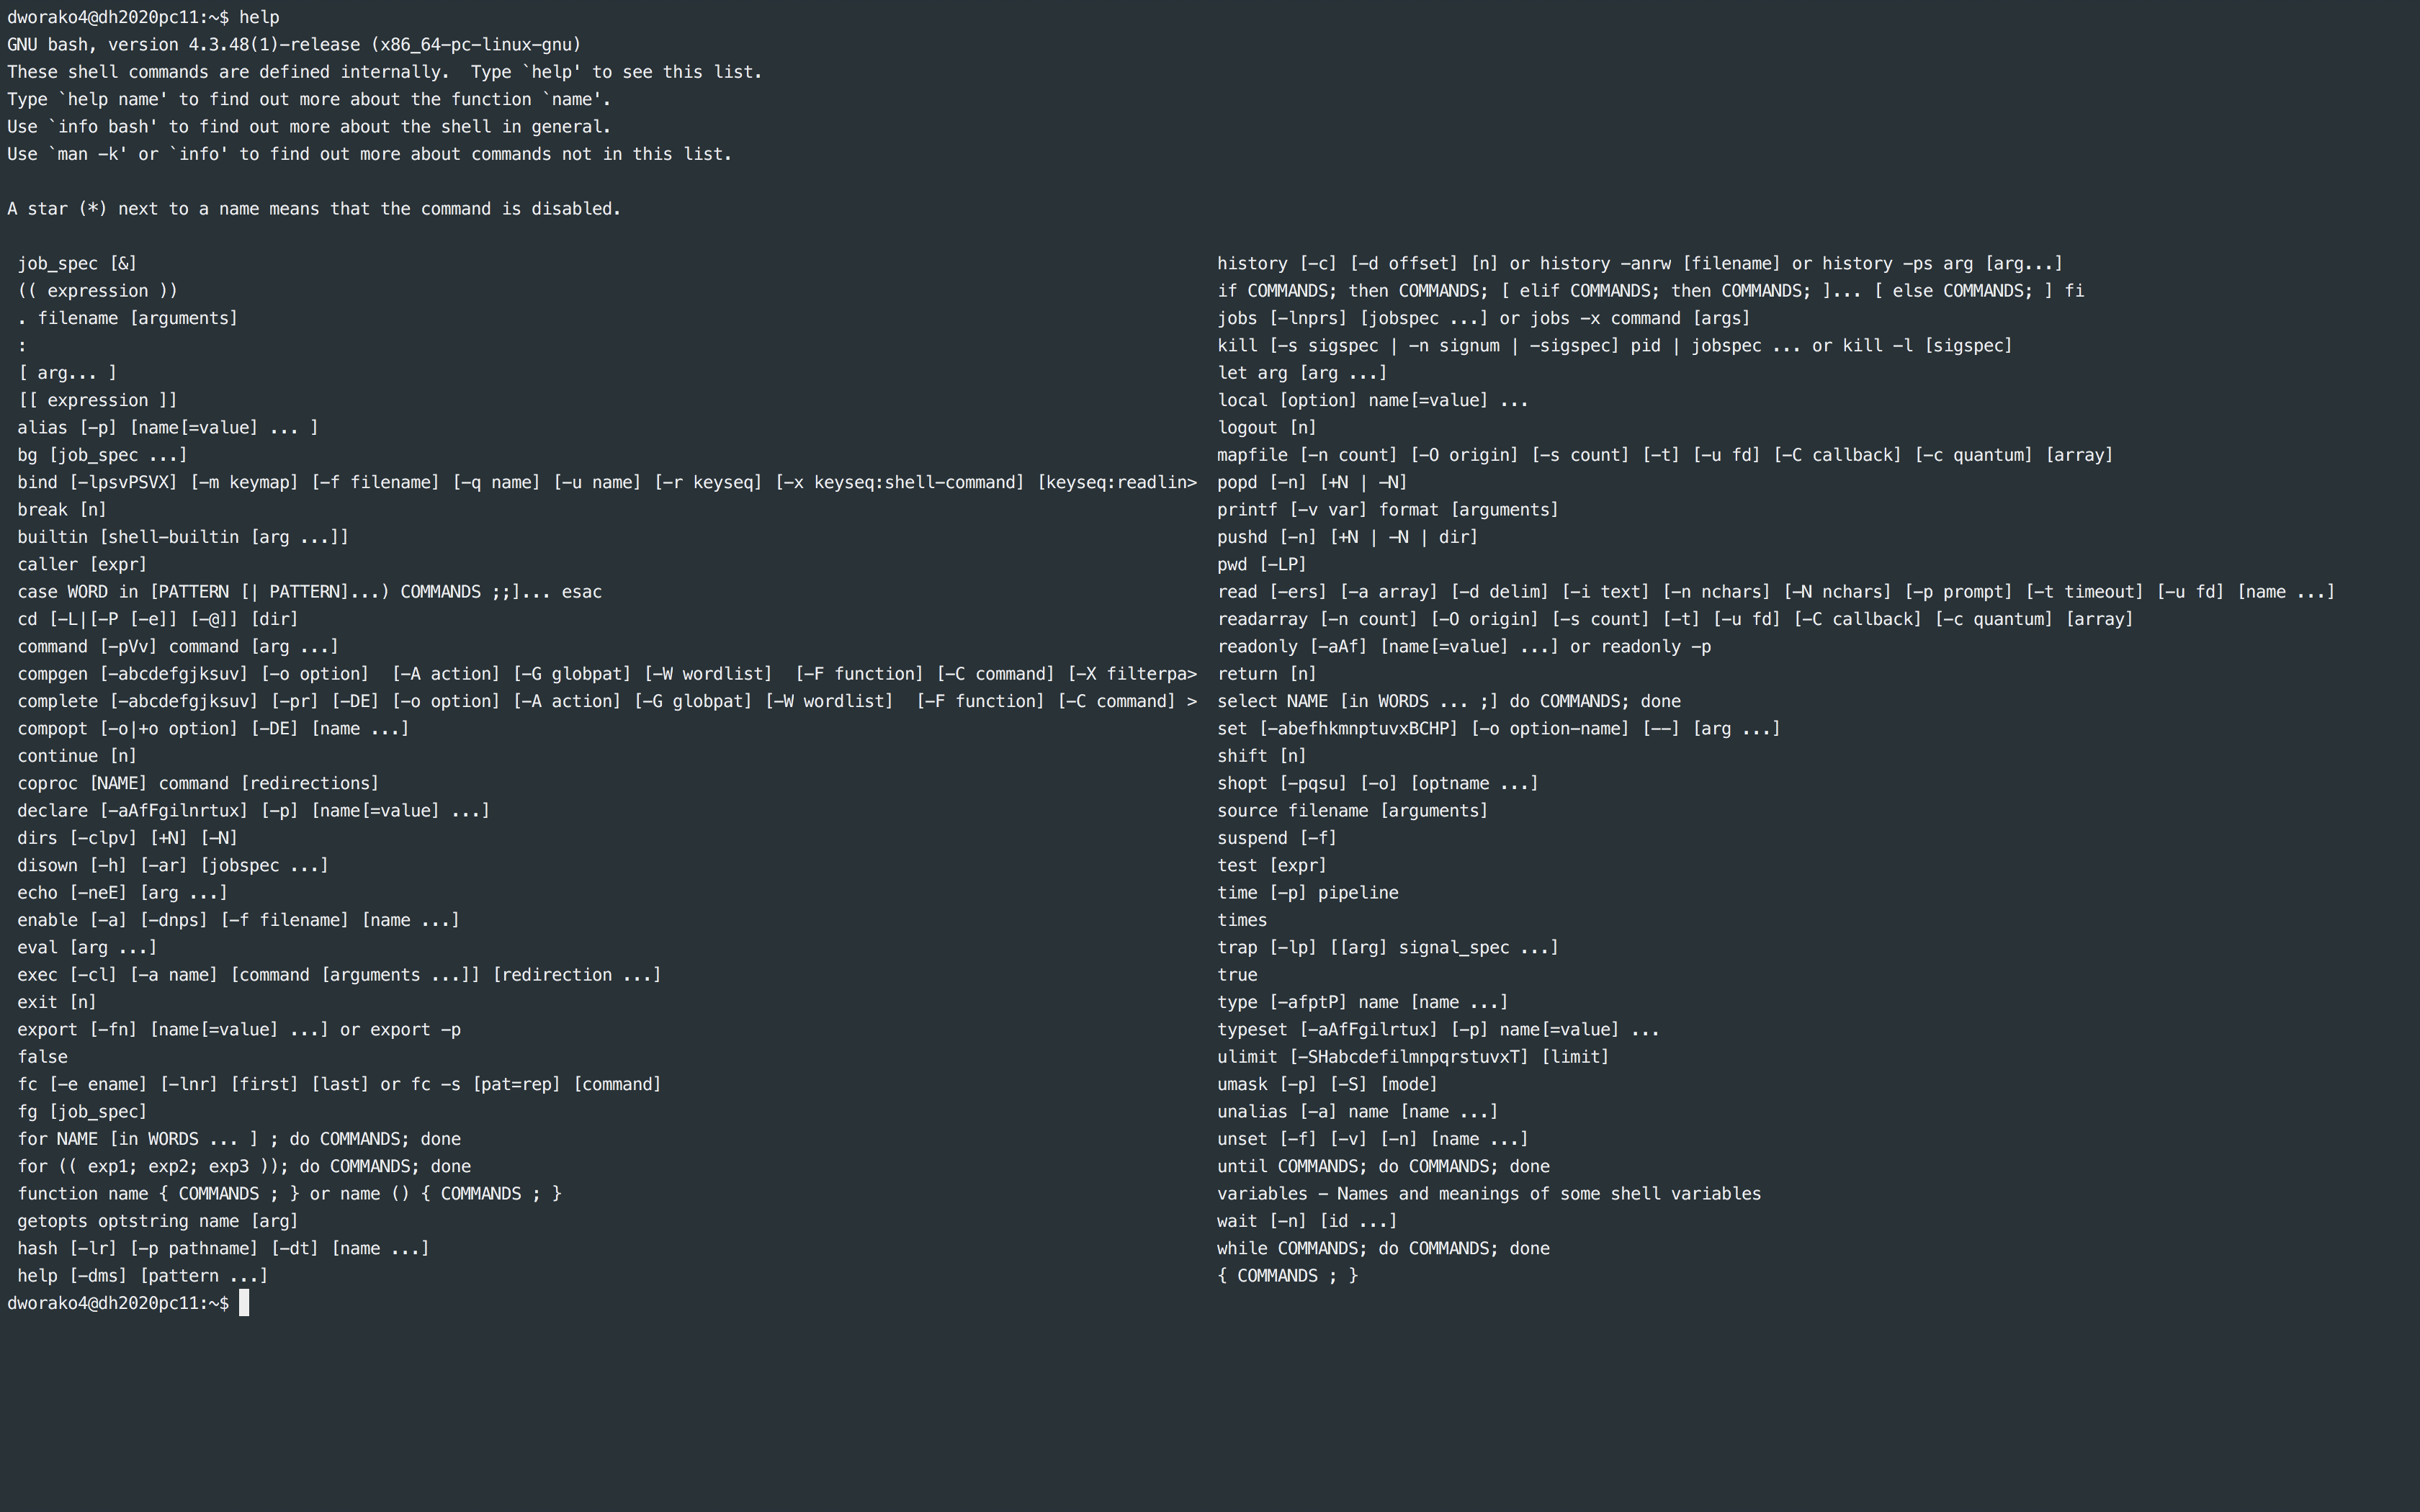 dworako4@dh2020pc11:~$ help
GNU bash, version 4.3.48(1)-release (x86_64-pc-linux-gnu)
These shell commands are defined internally.  Type `help' to see this list.
Type `help name' to find out more about the function `name'.
Use `info bash' to find out more about the shell in general.
Use `man -k' or `info' to find out more about commands not in this list.

A star (*) next to a name means that the command is disabled.

job_spec [&]
(( expression ))
. filename [arguments]
:
[ arg... ]
[[ expression ]]
alias [-p] [name[=value] ... ]
bg [job_spec ...]
bind [-lpsvPSVX] [-m keymap] [-f filename] [-q name] [-u name] [-r keyseq] [-x keyseq:shell-command] [keyseq:readlin>
break [n]
builtin [shell-builtin [arg ...]]
caller [expr]
case WORD in [PATTERN [| PATTERN]...) COMMANDS ;;]... esac
cd [-L|[-P [-e]] [-@]] [dir]
command [-pVv] command [arg ...]
compgen [-abcdefgjksuv] [-o option]  [-A action] [-G globpat] [-W wordlist]  [-F function] [-C command] [-X filterpa>
complete [-abcdefgjksuv] [-pr] [-DE] [-o option] [-A action] [-G globpat] [-W wordlist]  [-F function] [-C command] >
compopt [-o|+o option] [-DE] [name ...]
continue [n]
coproc [NAME] command [redirections]
declare [-aAfFgilnrtux] [-p] [name[=value] ...]
dirs [-clpv] [+N] [-N]
disown [-h] [-ar] [jobspec ...]
echo [-neE] [arg ...]
enable [-a] [-dnps] [-f filename] [name ...]
eval [arg ...]
exec [-cl] [-a name] [command [arguments ...]] [redirection ...]
exit [n]
export [-fn] [name[=value] ...] or export -p
false
fc [-e ename] [-lnr] [first] [last] or fc -s [pat=rep] [command]
fg [job_spec]
for NAME [in WORDS ... ] ; do COMMANDS; done
for (( exp1; exp2; exp3 )); do COMMANDS; done
function name { COMMANDS ; } or name () { COMMANDS ; }
getopts optstring name [arg]
hash [-lr] [-p pathname] [-dt] [name ...]
help [-dms] [pattern ...]
history [-c] [-d offset] [n] or history -anrw [filename] or history -ps arg [arg...]
if COMMANDS; then COMMANDS; [ elif COMMANDS; then COMMANDS; ]... [ else COMMANDS; ] fi
jobs [-lnprs] [jobspec ...] or jobs -x command [args]
kill [-s sigspec | -n signum | -sigspec] pid | jobspec ... or kill -l [sigspec]
let arg [arg ...]
local [option] name[=value] ...
logout [n]
mapfile [-n count] [-O origin] [-s count] [-t] [-u fd] [-C callback] [-c quantum] [array]
popd [-n] [+N | -N]
printf [-v var] format [arguments]
pushd [-n] [+N | -N | dir]
pwd [-LP]
read [-ers] [-a array] [-d delim] [-i text] [-n nchars] [-N nchars] [-p prompt] [-t timeout] [-u fd] [name ...]
readarray [-n count] [-O origin] [-s count] [-t] [-u fd] [-C callback] [-c quantum] [array]
readonly [-aAf] [name[=value] ...] or readonly -p
return [n]
select NAME [in WORDS ... ;] do COMMANDS; done
set [-abefhkmnptuvxBCHP] [-o option-name] [--] [arg ...]
shift [n]
shopt [-pqsu] [-o] [optname ...]
source filename [arguments]
suspend [-f]
test [expr]
time [-p] pipeline
times
trap [-lp] [[arg] signal_spec ...]
true
type [-afptP] name [name ...]
typeset [-aAfFgilrtux] [-p] name[=value] ...
ulimit [-SHabcdefilmnpqrstuvxT] [limit]
umask [-p] [-S] [mode]
unalias [-a] name [name ...]
unset [-f] [-v] [-n] [name ...]
until COMMANDS; do COMMANDS; done
variables - Names and meanings of some shell variables
wait [-n] [id ...]
while COMMANDS; do COMMANDS; done
{ COMMANDS ; }
dworako4@dh2020pc11:~$